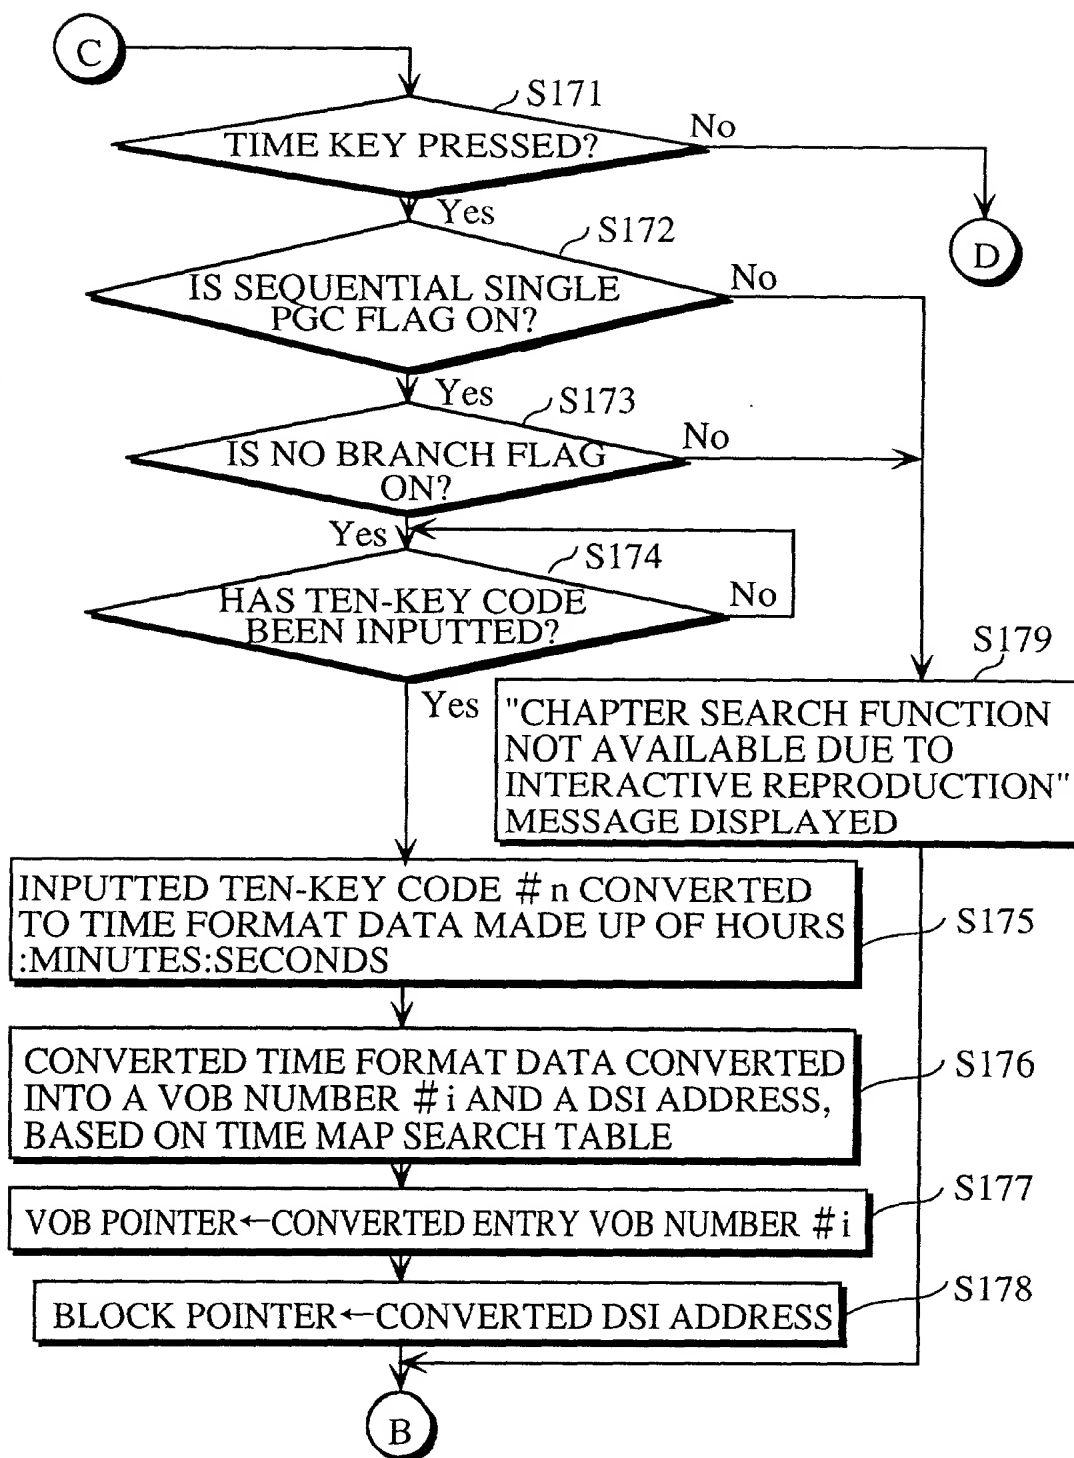 C
S171
TIME KEY PRESSED?
No
Yes
S172
D
IS SEQUENTIAL SINGLE
PGC FLAG ON?
No
Yes
S173
IS NO BRANCH FLAG
ON?
No
Yes
S174
HAS TEN-KEY CODE
BEEN INPUTTED?
No
S179
Yes
"CHAPTER SEARCH FUNCTION
NOT AVAILABLE DUE TO
INTERACTIVE REPRODUCTION"
MESSAGE DISPLAYED
INPUTTED TEN-KEY CODE #n CONVERTED
TO TIME FORMAT DATA MADE UP OF HOURS
:MINUTES:SECONDS
S175
CONVERTED TIME FORMAT DATA CONVERTED
INTO A VOB NUMBER #i AND A DSI ADDRESS,
BASED ON TIME MAP SEARCH TABLE
S176
VOB POINTER←CONVERTED ENTRY VOB NUMBER #i
S177
BLOCK POINTER←CONVERTED DSI ADDRESS
S178
B